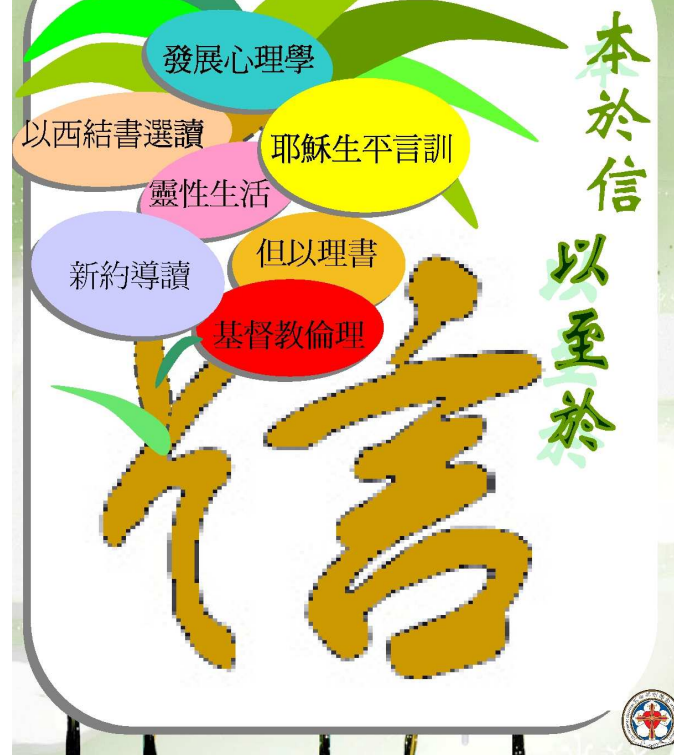 發展心理學
以西結書選讀
耶穌生平言訓
靈性生活
新約導讀
但以理書
基督教倫理
信
本於信
以至於